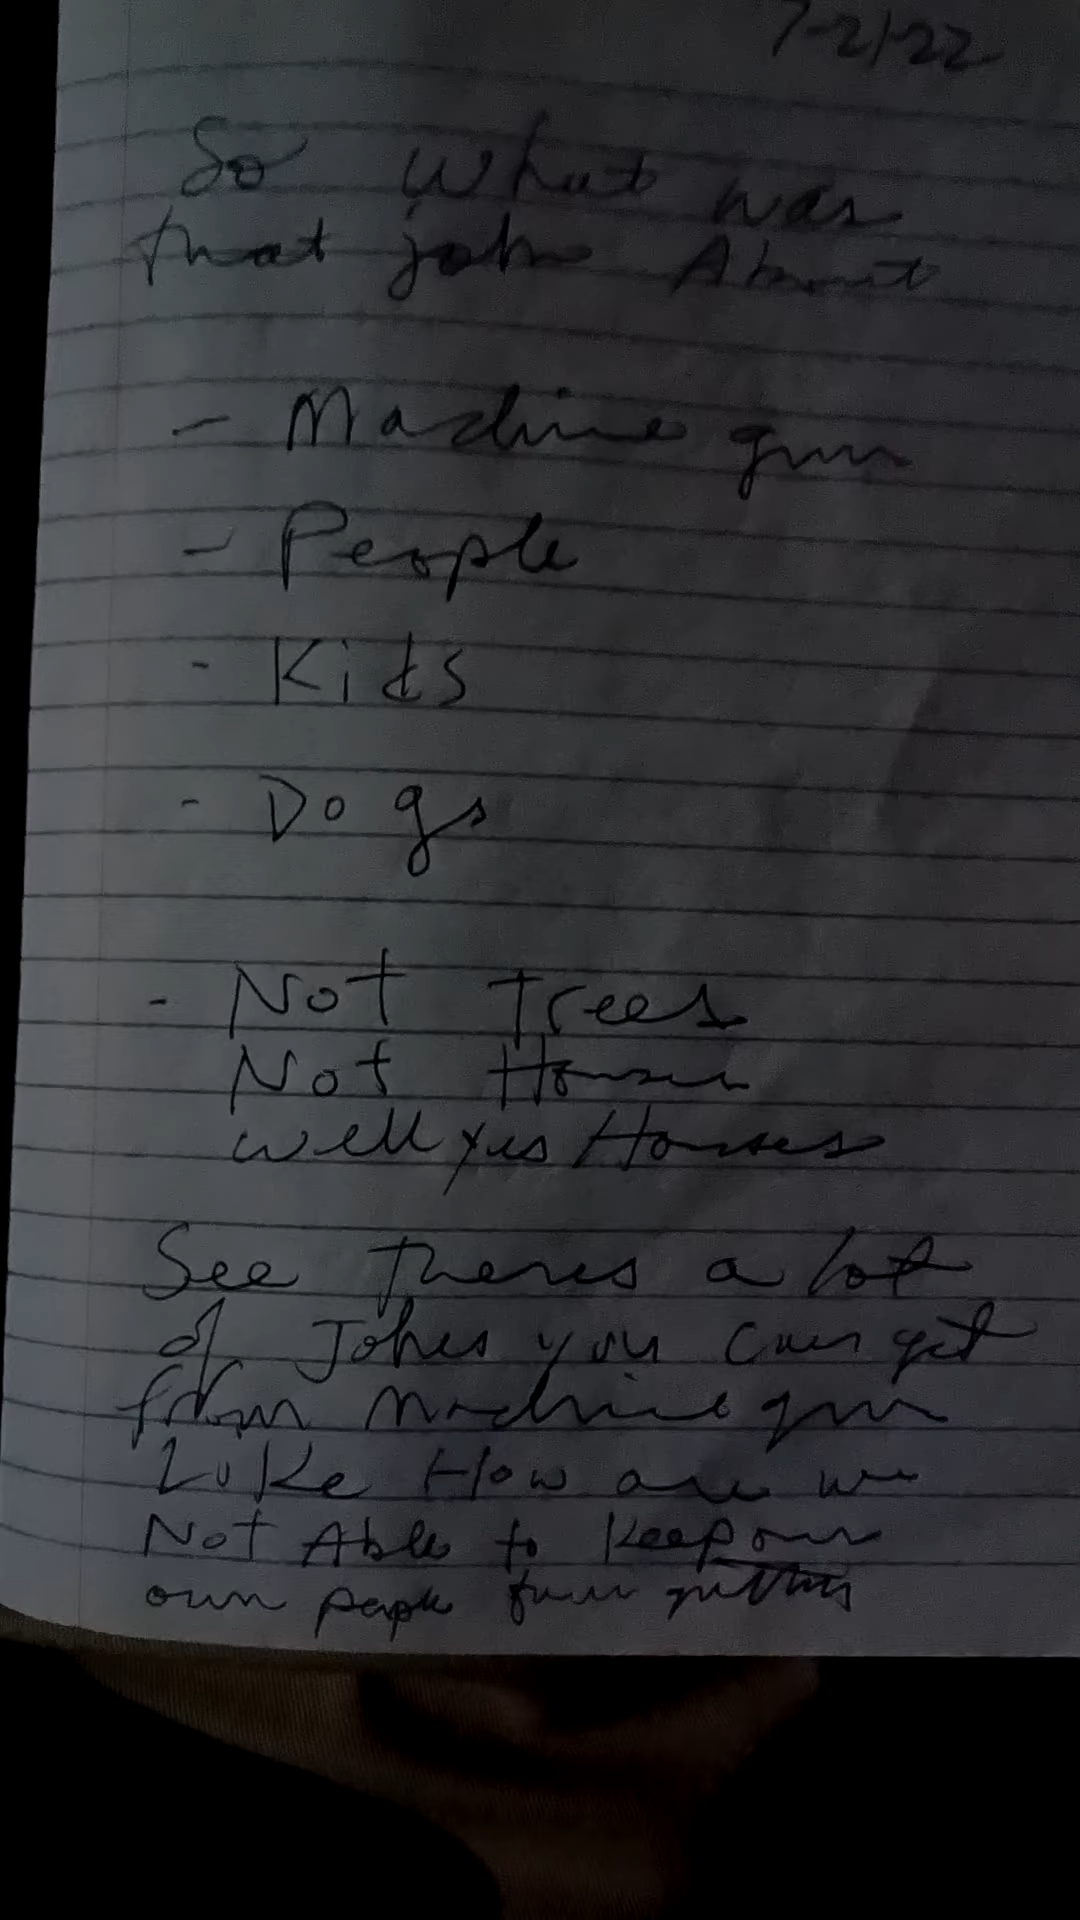 7-21-22
So what was
that joke About
- Machine gun
- People
- Kids
- Dogs
- Not Trees
Not Houses
well yes Houses
See theres a lot
of Jokes you can get
from machine gun
Like How are we
Not Able to keep our
own people from getting